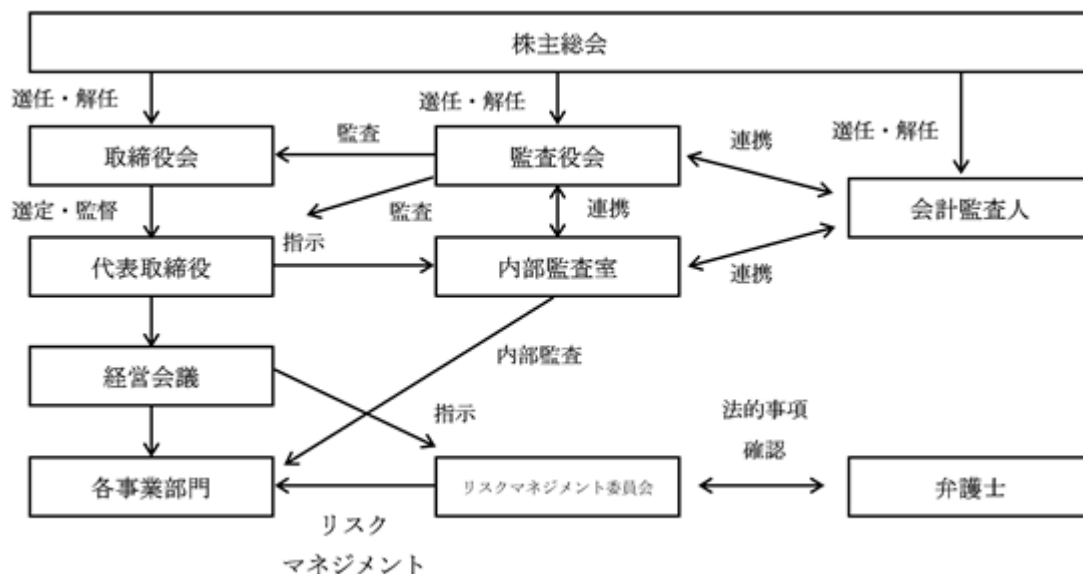 株主総会
選任・解任
選任・解任
選任・解任
取締役会
監査
監査役会
連携
会計監査人
選定・監督
監査
連携
指示
代表取締役
内部監査室
連携
内部監査
経営会議
指示
法的事項
確認
各事業部門
リスクマネジメント委員会
弁護士
リスク
マネジメント